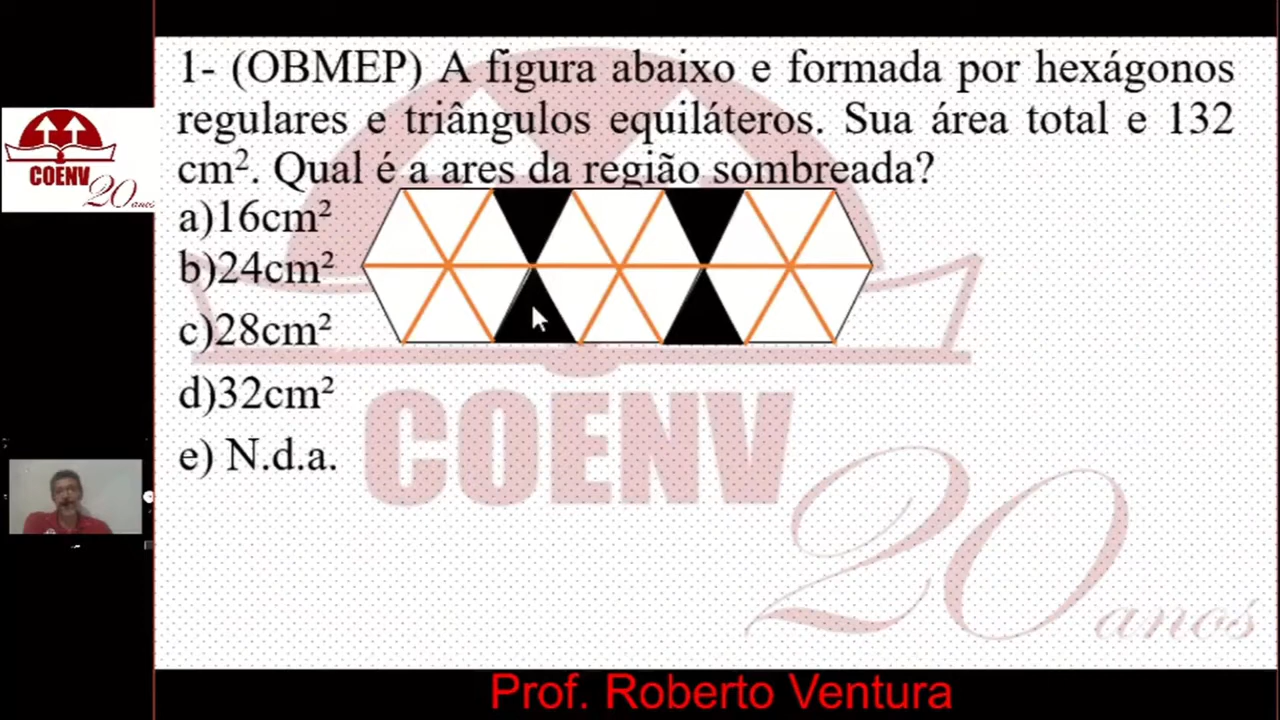 1- (OBMEP) A figura abaixo e formada por hexágonos
regulares e triângulos equiláteros. Sua área total e 132
cm². Qual é a ares da região sombreada?
a)16cm²
b)24cm²
c)28cm²
d)32cm²
e) N.d.a.
COENV
20 anos
COENV
20 anos
Prof. Roberto Ventura